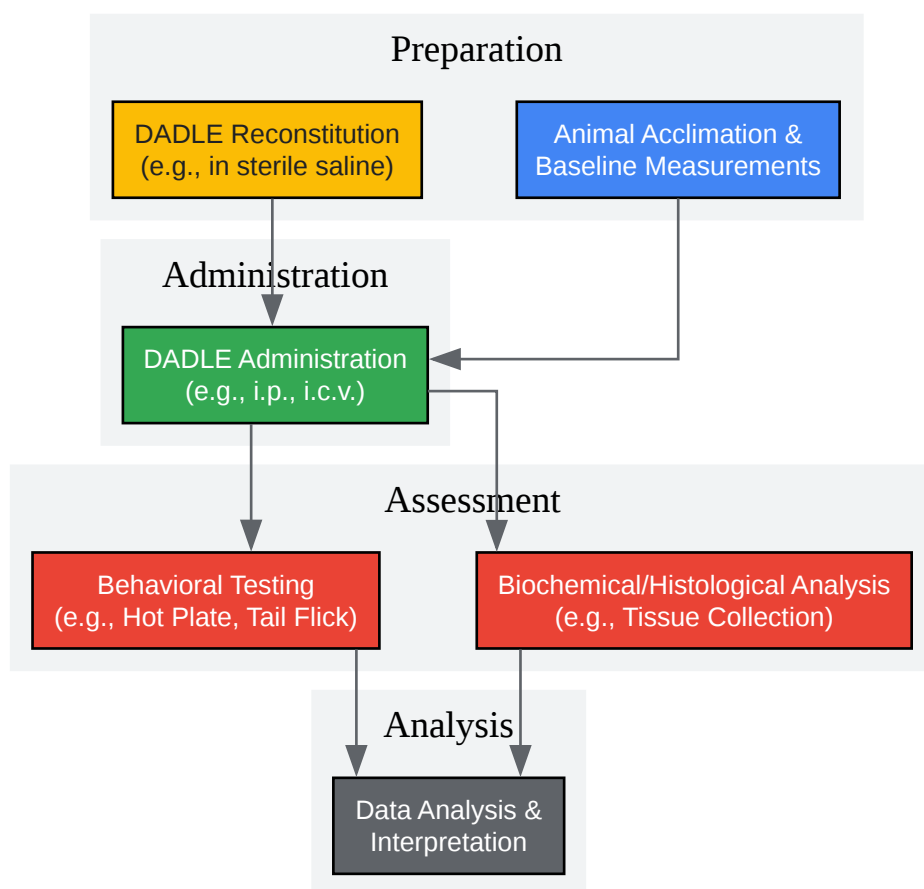 Preparation
DADLE Reconstitution
(e.g., in sterile saline)
Animal Acclimation &
Baseline Measurements
Administration
DADLE Administration
(e.g., i.p., i.c.v.)
Assessment
Behavioral Testing
(e.g., Hot Plate, Tail Flick)
Biochemical/Histological Analysis
(e.g., Tissue Collection)
Analysis
Data Analysis &
Interpretation